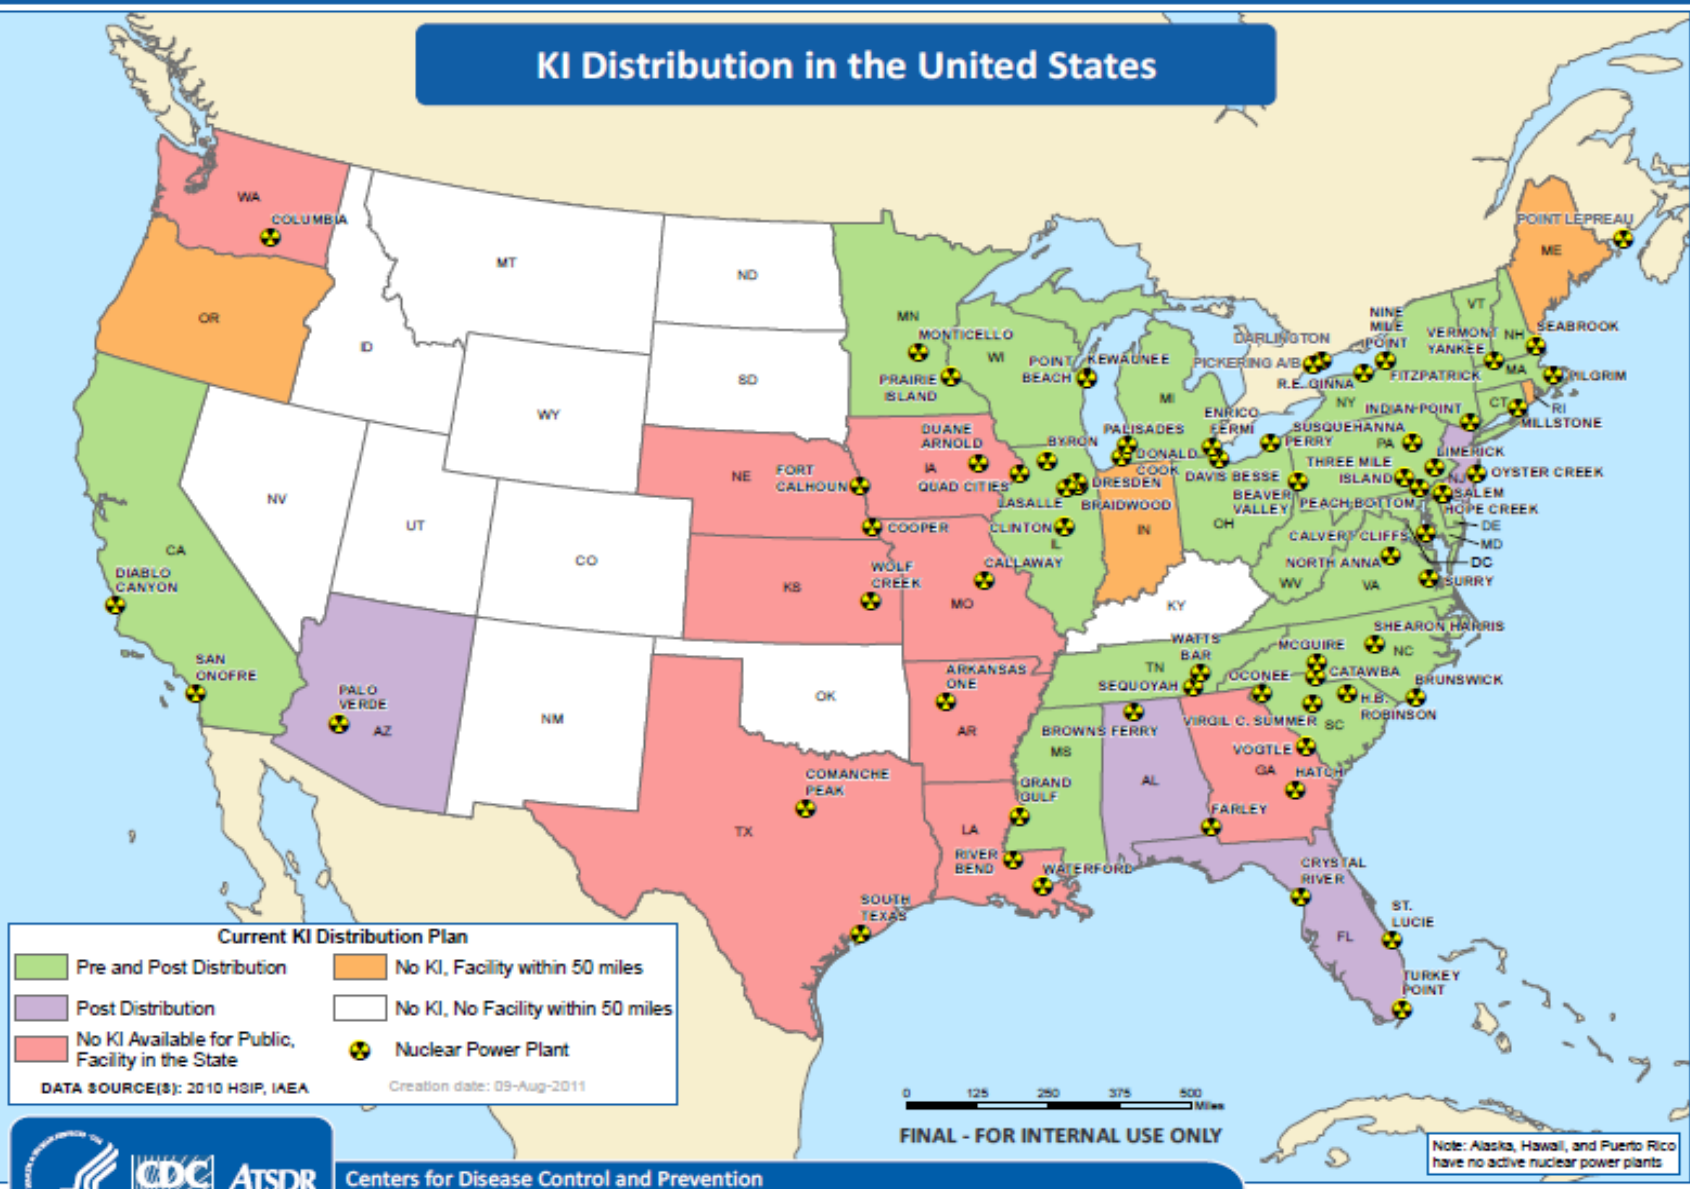 KI Distribution in the United States
WA
COLUMBIA
OR
MT
ID
ND
SD
WY
NV
UT
CO
CA
DIABLO
CANYON
SAN
ONOFRE
PALO
VERDE
AZ
NM
MN
MONTICELLO
PRAIRIE
ISLAND
WI
POINT
BEACH
KEWAUNEE
MI
DUANE
ARNOLD
IA
QUAD CITIES
NE
FORT
CALHOUN
COOPER
KS
WOLF
CREEK
CALLAWAY
MO
OK
ARKANSAS
ONE
AR
COMANCHE
PEAK
TX
SOUTH
TEXAS
LA
RIVER
BEND
WATERFORD
BYRON
PALISADES
DONALD
COOK
DRESDEN
LASALLE
BRAIDWOOD
CLINTON
IL
IN
ENRICO
FERMI
PERRY
DAVIS BESSE
BEAVER
VALLEY
OH
KY
WATTS
BAR
TN
SEQUOYAH
BROWNS FERRY
MS
GRAND
GULF
AL
FARLEY
GA
VOGTLE
HATCH
OCONEE
VIRGIL C. SUMMER
SC
H.B.
ROBINSON
CATAWBA
MCGUIRE
SHEARON HARRIS
NC
BRUNSWICK
CRYSTAL
RIVER
ST.
LUCIE
FL
TURKEY
POINT
POINT LEPREAU
ME
NINE
MILE
POINT
DARLINGTON
PICKERING A/B
R.E. GINNA
FITZPATRICK
VT
VERMONT
YANKEE
NH
SEABROOK
MA
PILGRIM
NY
INDIAN POINT
CT
RI
MILLSTONE
SUSQUEHANNA
PA
LIMERICK
THREE MILE
ISLAND
NJ
OYSTER CREEK
PEACH BOTTOM
SALEM
HOPE CREEK
DE
MD
CALVERT CLIFFS
DC
NORTH ANNA
WV
VA
SURRY
Current KI Distribution Plan
Pre and Post Distribution
No KI, Facility within 50 miles
Post Distribution
No KI, No Facility within 50 miles
No KI Available for Public,
Facility in the State
Nuclear Power Plant
DATA SOURCE(S): 2010 HSIP, IAEA
Creation date: 09-Aug-2011
0 125 250 375 500
Miles
FINAL - FOR INTERNAL USE ONLY
Note: Alaska, Hawaii, and Puerto Rico
have no active nuclear power plants
CDC ATSDR
Centers for Disease Control and Prevention